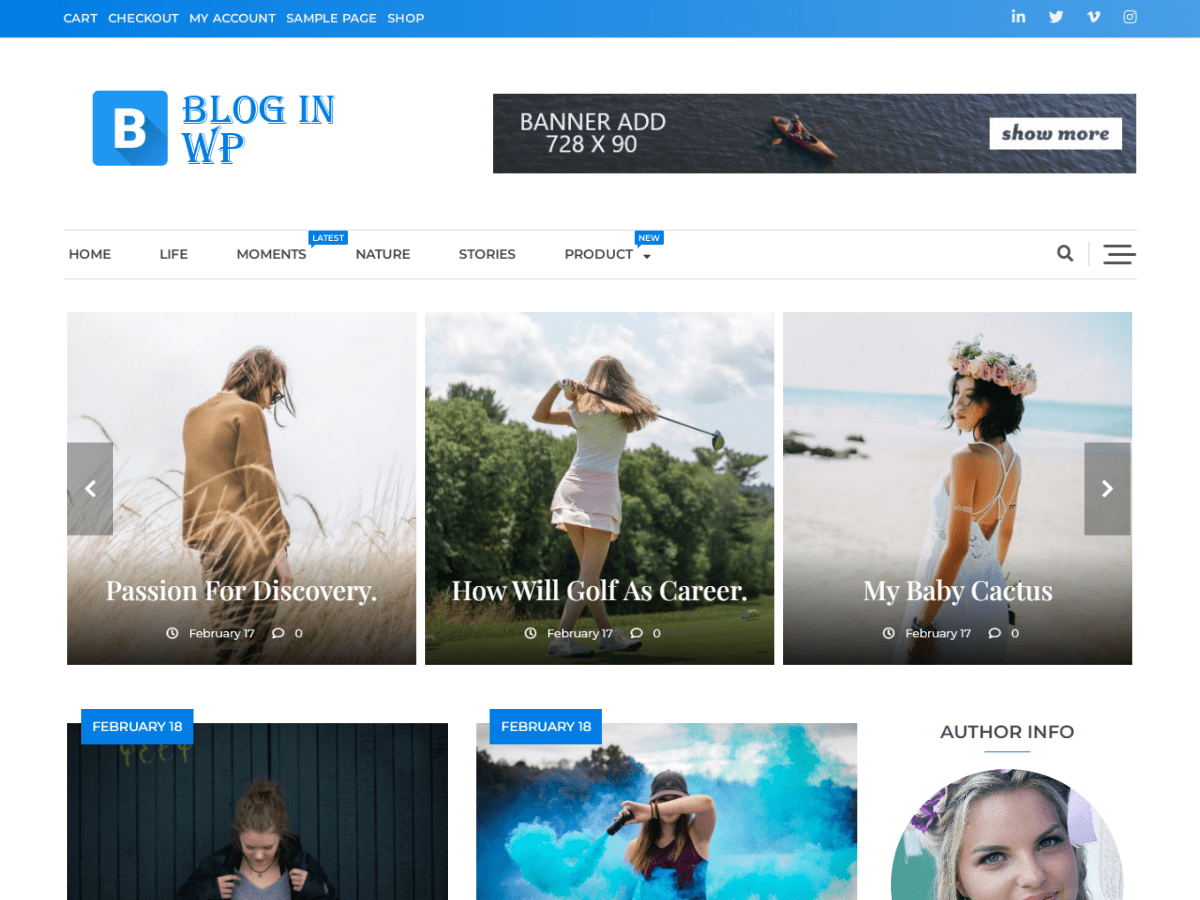 CART CHECKOUT MY ACCOUNT SAMPLE PAGE SHOP
B
BLOG IN
WP
BANNER ADD
728 X 90
show more
LATEST
NEW
HOME LIFE MOMENTS NATURE STORIES PRODUCT
Passion For Discovery.
February 17 0
How Will Golf As Career.
February 17 0
My Baby Cactus
February 17 0
FEBRUARY 18
FEBRUARY 18
AUTHOR INFO